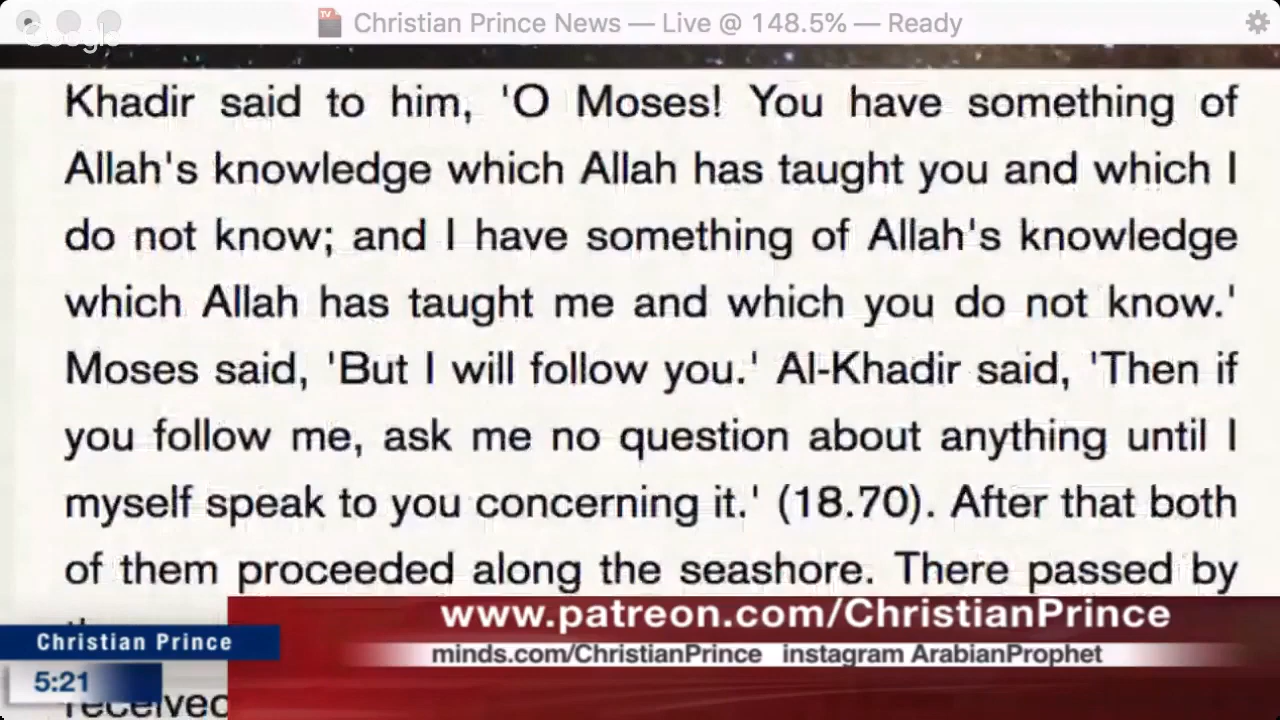 Christian Prince News — Live @ 148.5% — Ready
Google
Khadir said to him, 'O Moses! You have something of
Allah's knowledge which Allah has taught you and which I
do not know; and I have something of Allah's knowledge
which Allah has taught me and which you do not know.'
Moses said, 'But I will follow you.' Al-Khadir said, 'Then if
you follow me, ask me no question about anything until I
myself speak to you concerning it.' (18.70). After that both
of them proceeded along the seashore. There passed by
www.patreon.com/ChristianPrince
Christian Prince
minds.com/ChristianPrince instagram ArabianProphet
5:21
received